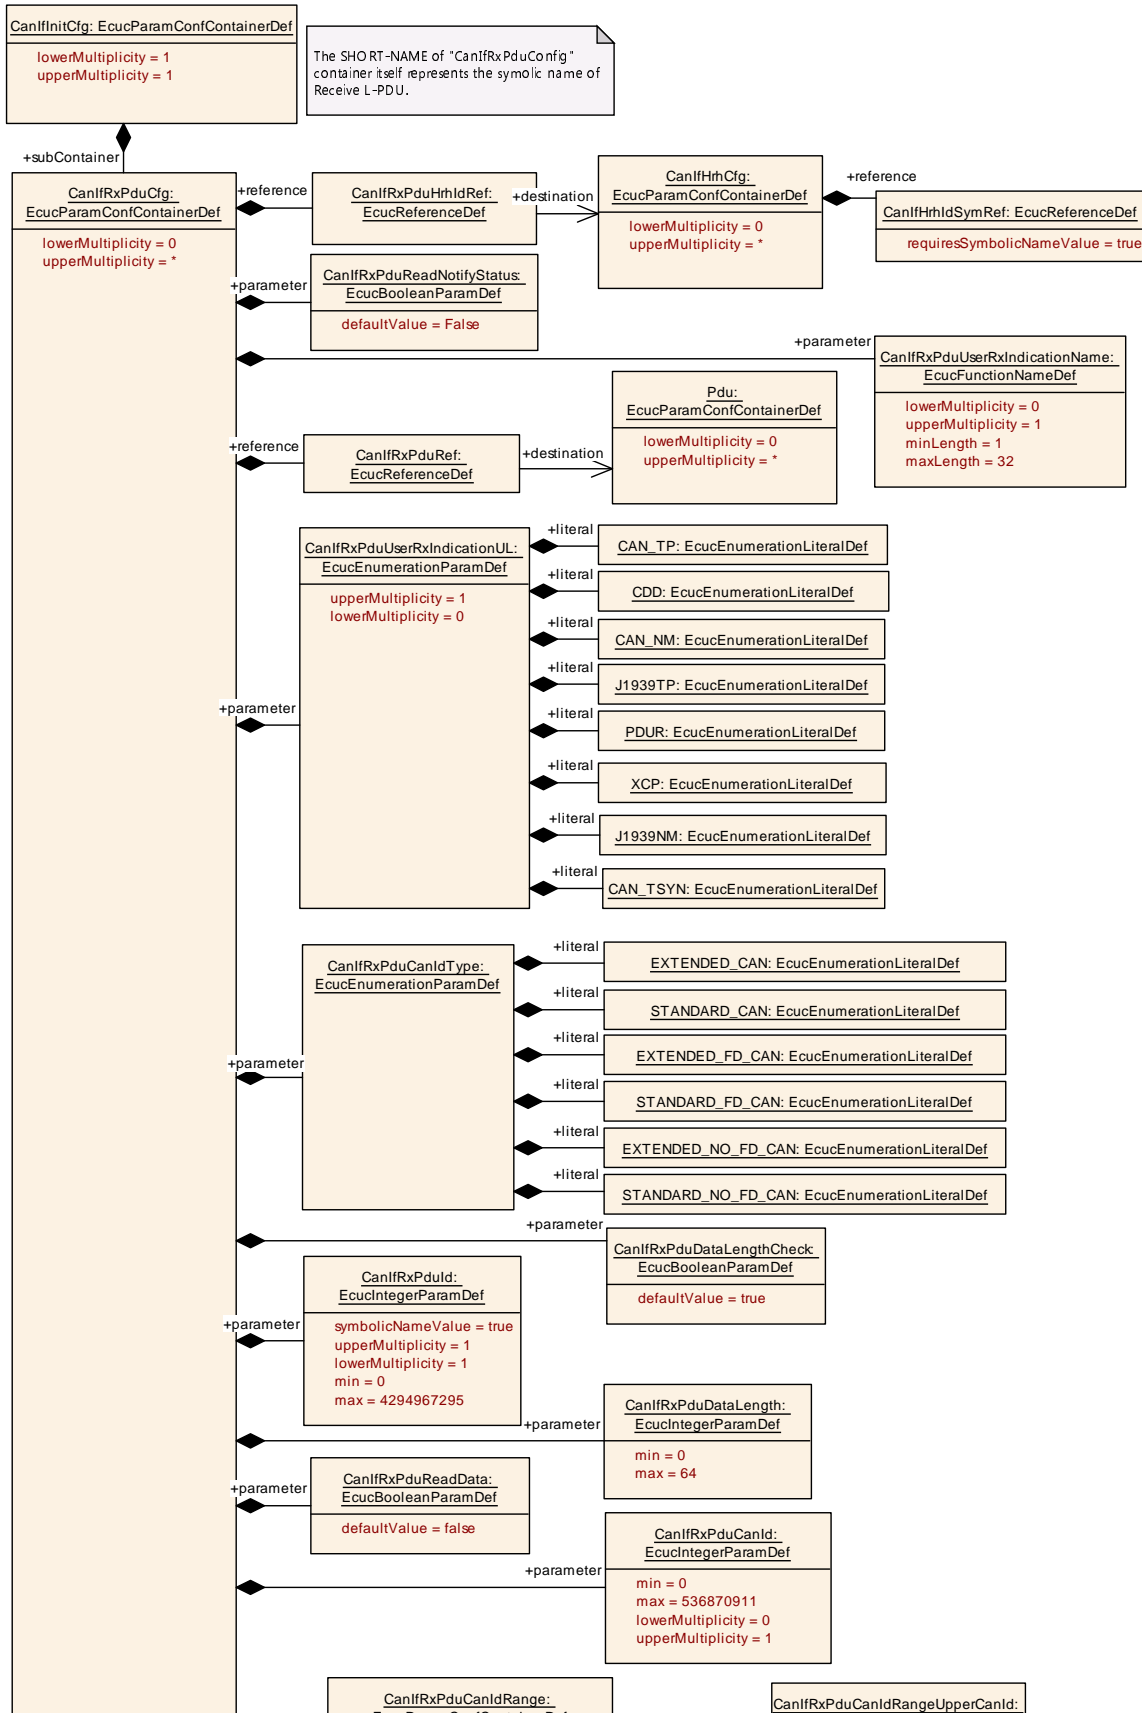 CanIfInitCfg: EcucParamConfContainerDef
lowerMultiplicity = 1
upperMultiplicity = 1
The SHORT-NAME of "CanIfRxPduConfig"
container itself represents the symolic name of
Receive L-PDU.
+subContainer
CanIfRxPduCfg:
EcucParamConfContainerDef
lowerMultiplicity = 0
upperMultiplicity = *
+reference
CanIfRxPduHrhIdRef:
EcucReferenceDef
+destination
CanIfHrhCfg:
EcucParamConfContainerDef
lowerMultiplicity = 0
upperMultiplicity = *
+reference
CanIfHrhIdSymRef: EcucReferenceDef
requiresSymbolicNameValue = true
+parameter
CanIfRxPduReadNotifyStatus:
EcucBooleanParamDef
defaultValue = False
+parameter
CanIfRxPduUserRxIndicationName:
EcucFunctionNameDef
lowerMultiplicity = 0
upperMultiplicity = 1
minLength = 1
maxLength = 32
+reference
CanIfRxPduRef:
EcucReferenceDef
+destination
Pdu:
EcucParamConfContainerDef
lowerMultiplicity = 0
upperMultiplicity = *
+parameter
CanIfRxPduUserRxIndicationUL:
EcucEnumerationParamDef
upperMultiplicity = 1
lowerMultiplicity = 0
+literal
CAN_TP: EcucEnumerationLiteralDef
+literal
CDD: EcucEnumerationLiteralDef
+literal
CAN_NM: EcucEnumerationLiteralDef
+literal
J1939TP: EcucEnumerationLiteralDef
+literal
PDUR: EcucEnumerationLiteralDef
+literal
XCP: EcucEnumerationLiteralDef
+literal
J1939NM: EcucEnumerationLiteralDef
+literal
CAN_TSYN: EcucEnumerationLiteralDef
+parameter
CanIfRxPduCanIdType:
EcucEnumerationParamDef
+literal
EXTENDED_CAN: EcucEnumerationLiteralDef
+literal
STANDARD_CAN: EcucEnumerationLiteralDef
+literal
EXTENDED_FD_CAN: EcucEnumerationLiteralDef
+literal
STANDARD_FD_CAN: EcucEnumerationLiteralDef
+literal
EXTENDED_NO_FD_CAN: EcucEnumerationLiteralDef
+literal
STANDARD_NO_FD_CAN: EcucEnumerationLiteralDef
+parameter
CanIfRxPduDataLengthCheck:
EcucBooleanParamDef
defaultValue = true
+parameter
CanIfRxPduId:
EcucIntegerParamDef
symbolicNameValue = true
upperMultiplicity = 1
lowerMultiplicity = 1
min = 0
max = 4294967295
+parameter
CanIfRxPduDataLength:
EcucIntegerParamDef
min = 0
max = 64
+parameter
CanIfRxPduReadData:
EcucBooleanParamDef
defaultValue = false
+parameter
CanIfRxPduCanId:
EcucIntegerParamDef
min = 0
max = 536870911
lowerMultiplicity = 0
upperMultiplicity = 1
CanIfRxPduCanIdRange:
CanIfRxPduCanIdRangeUpperCanId: